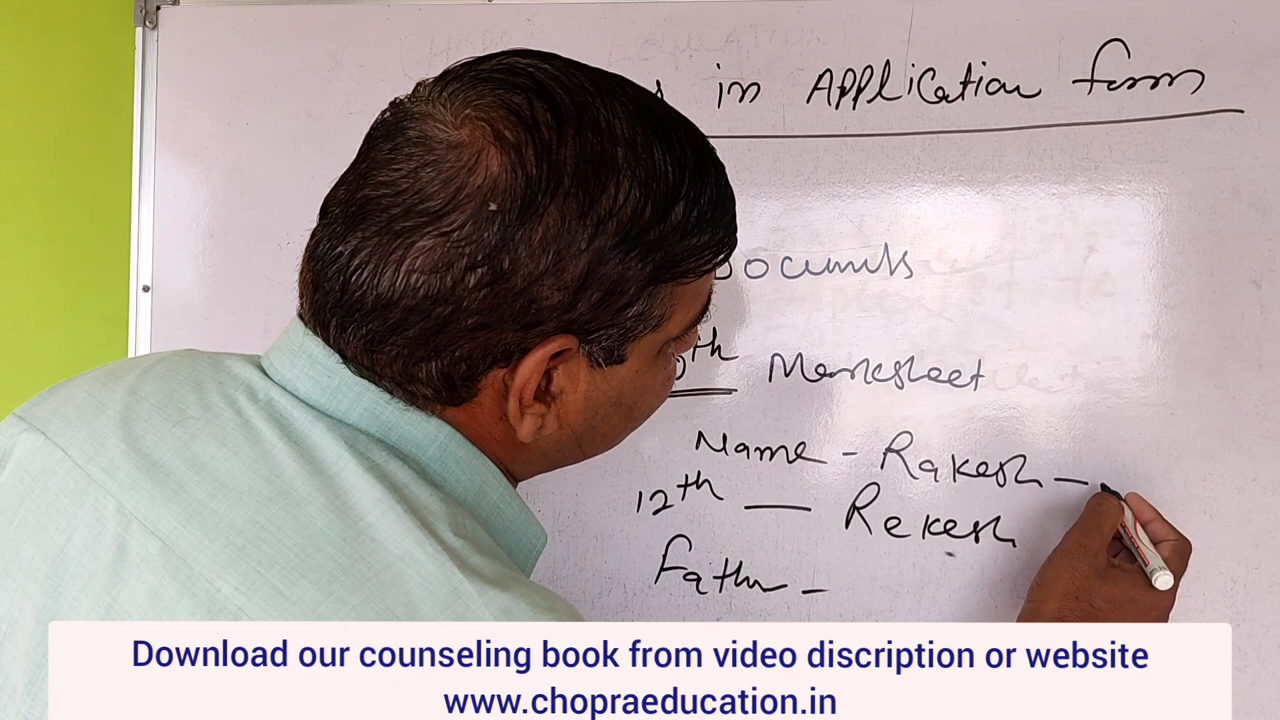 in Application form
Documents
Marksheet
Name - Rakesh -
12th — Rekesh
Father -
Download our counseling book from video discription or website
www.chopraeducation.in